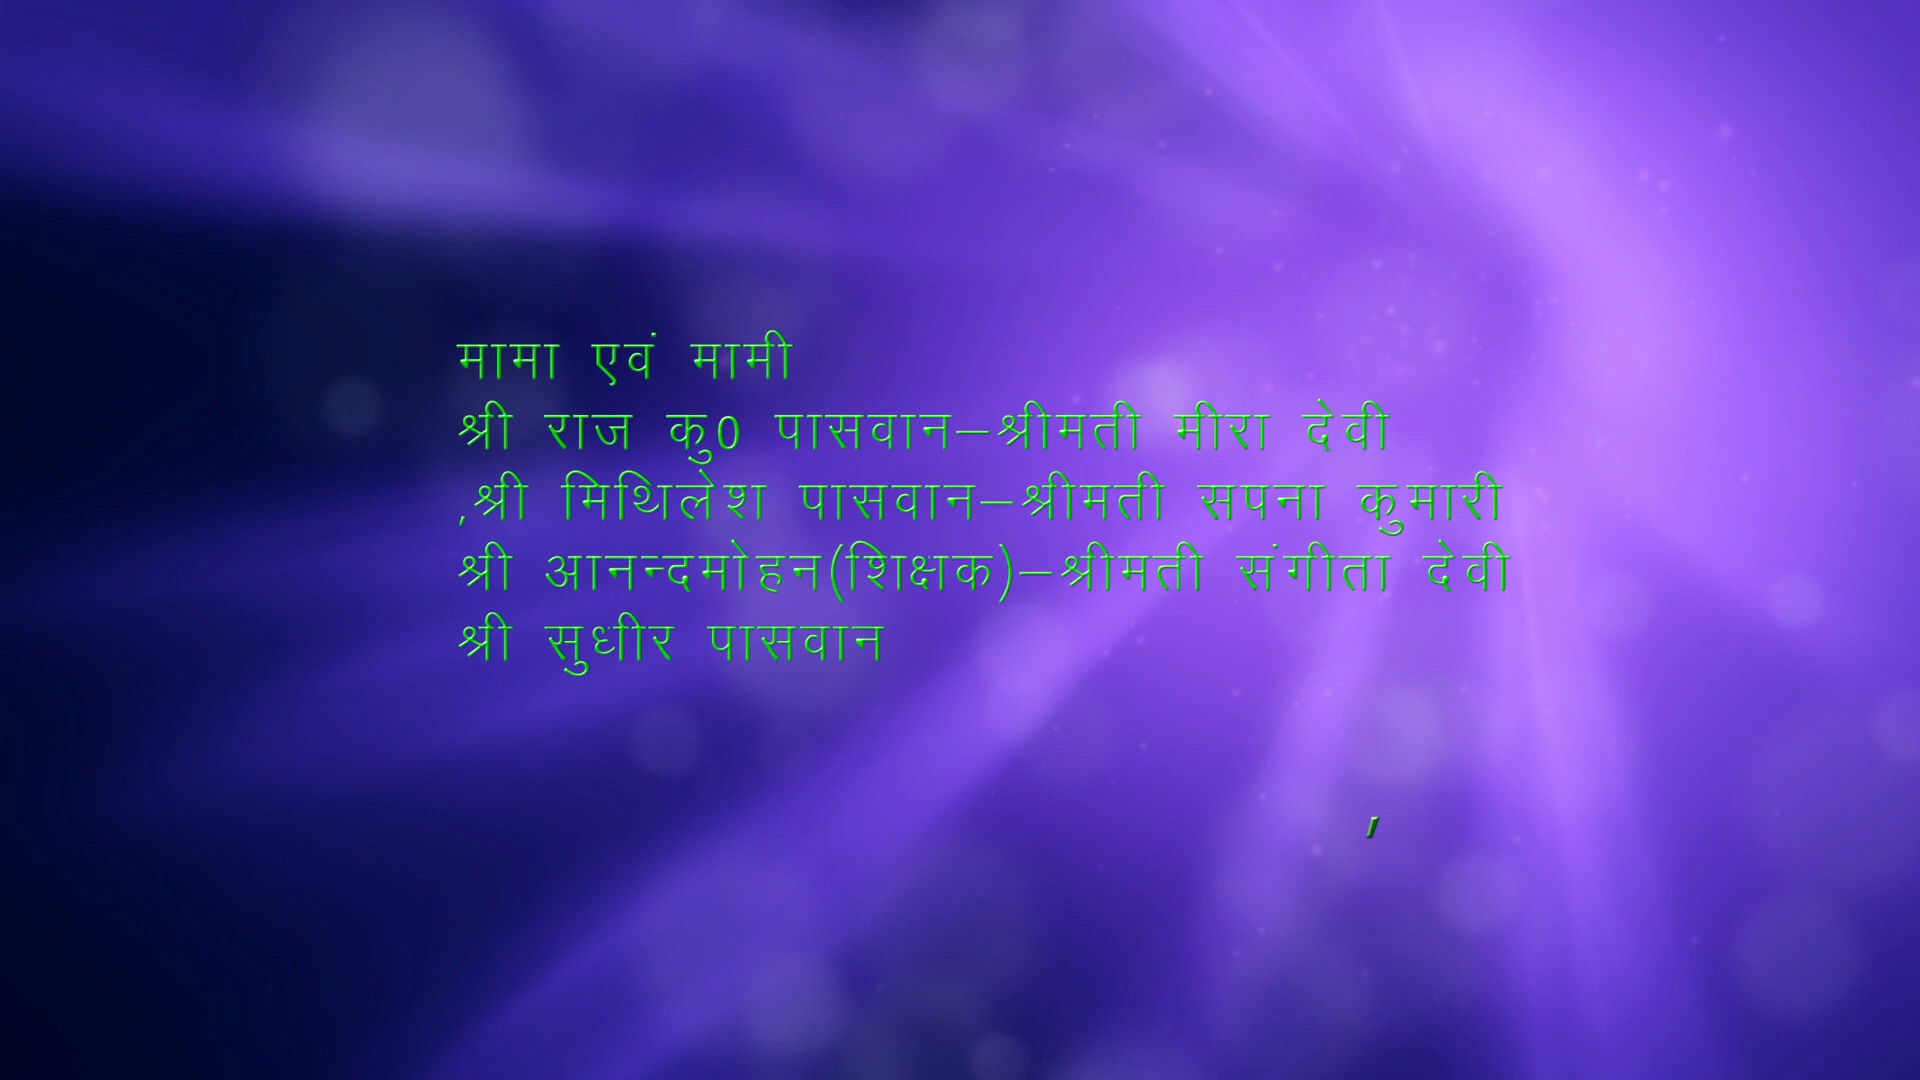 मामा एवं मामी
श्री राज कु0 पासवान–श्रीमती मीरा देवी
,श्री मिथिलेश पासवान–श्रीमती सपना कुमारी
श्री आनन्दमोहन(शिक्षक)–श्रीमती संगीता देवी
श्री सुधीर पासवान
,